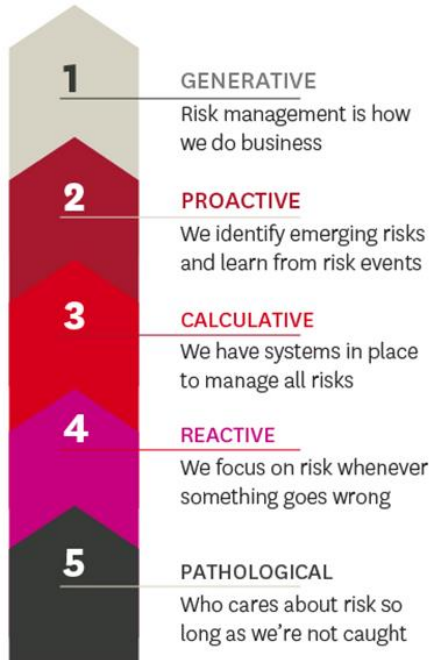 1
GENERATIVE
Risk management is how
we do business
2
PROACTIVE
We identify emerging risks
and learn from risk events
3
CALCULATIVE
We have systems in place
to manage all risks
4
REACTIVE
We focus on risk whenever
something goes wrong
5
PATHOLOGICAL
Who cares about risk so
long as we're not caught